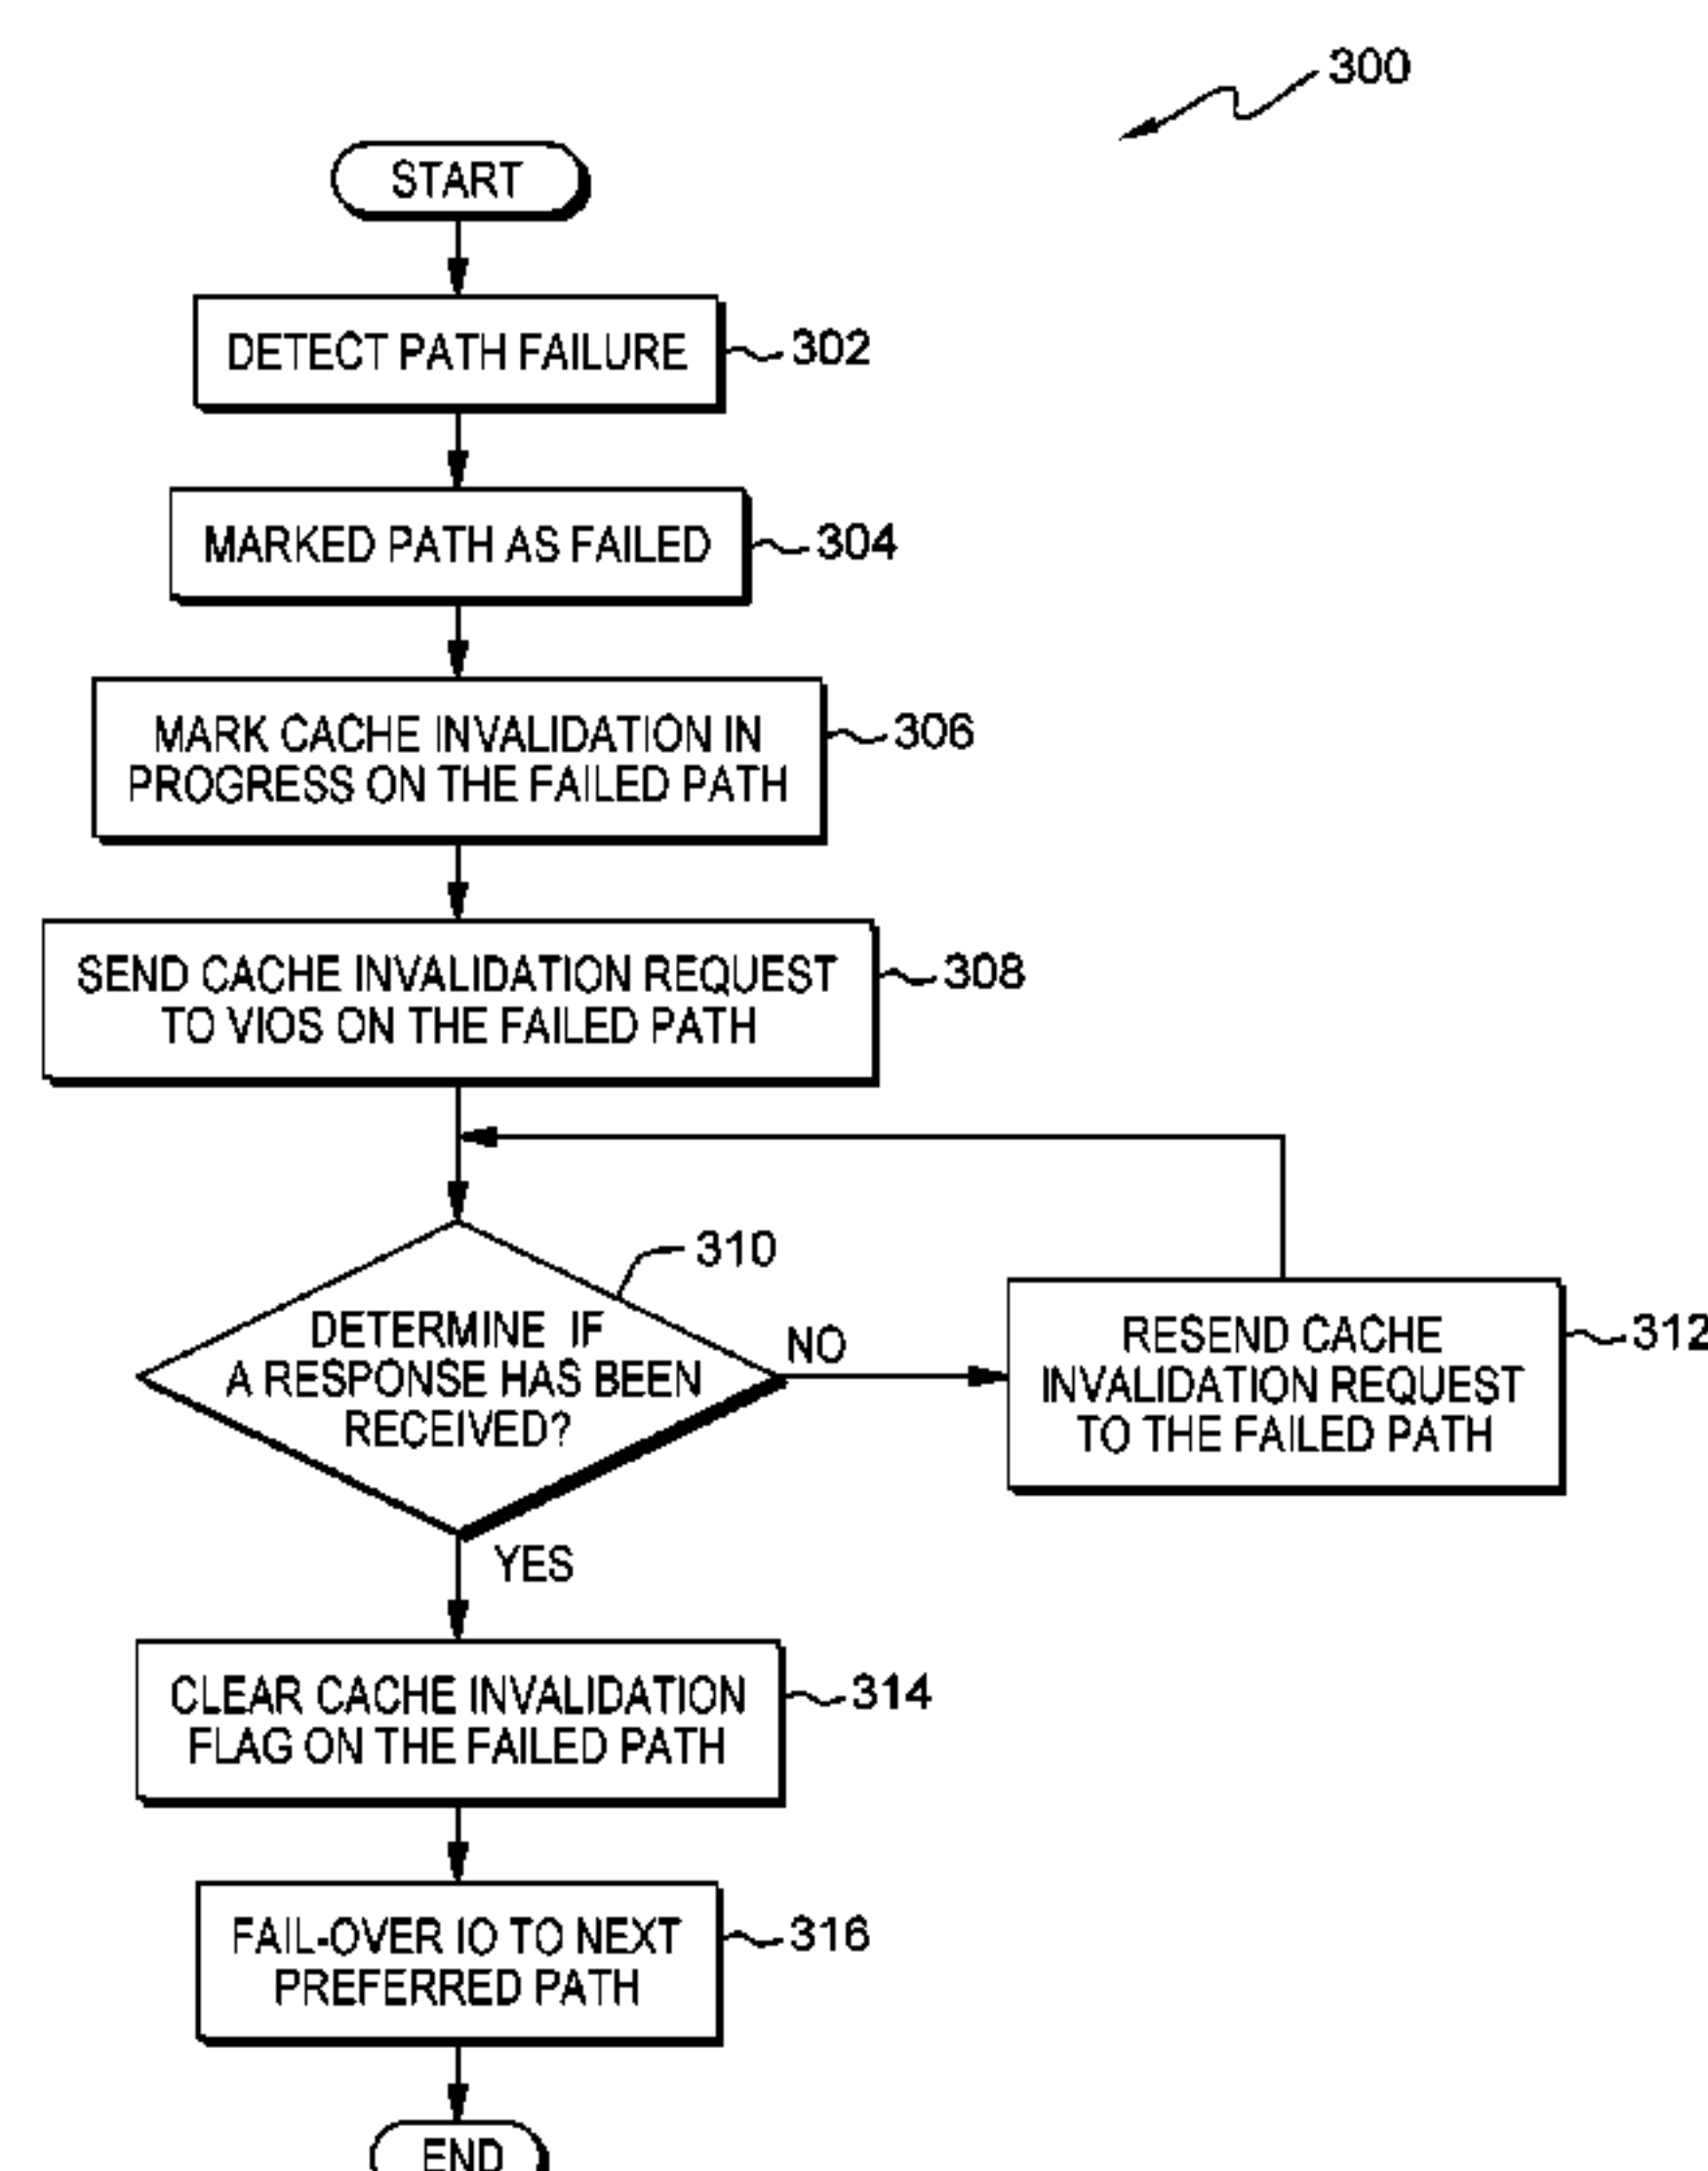 300
START
DETECT PATH FAILURE
302
MARKED PATH AS FAILED
304
MARK CACHE INVALIDATION IN
PROGRESS ON THE FAILED PATH
306
SEND CACHE INVALIDATION REQUEST
TO VIOS ON THE FAILED PATH
308
310
DETERMINE IF
A RESPONSE HAS BEEN
RECEIVED?
NO
RESEND CACHE
INVALIDATION REQUEST
TO THE FAILED PATH
312
YES
CLEAR CACHE INVALIDATION
FLAG ON THE FAILED PATH
314
FAIL-OVER IO TO NEXT
PREFERRED PATH
316
END